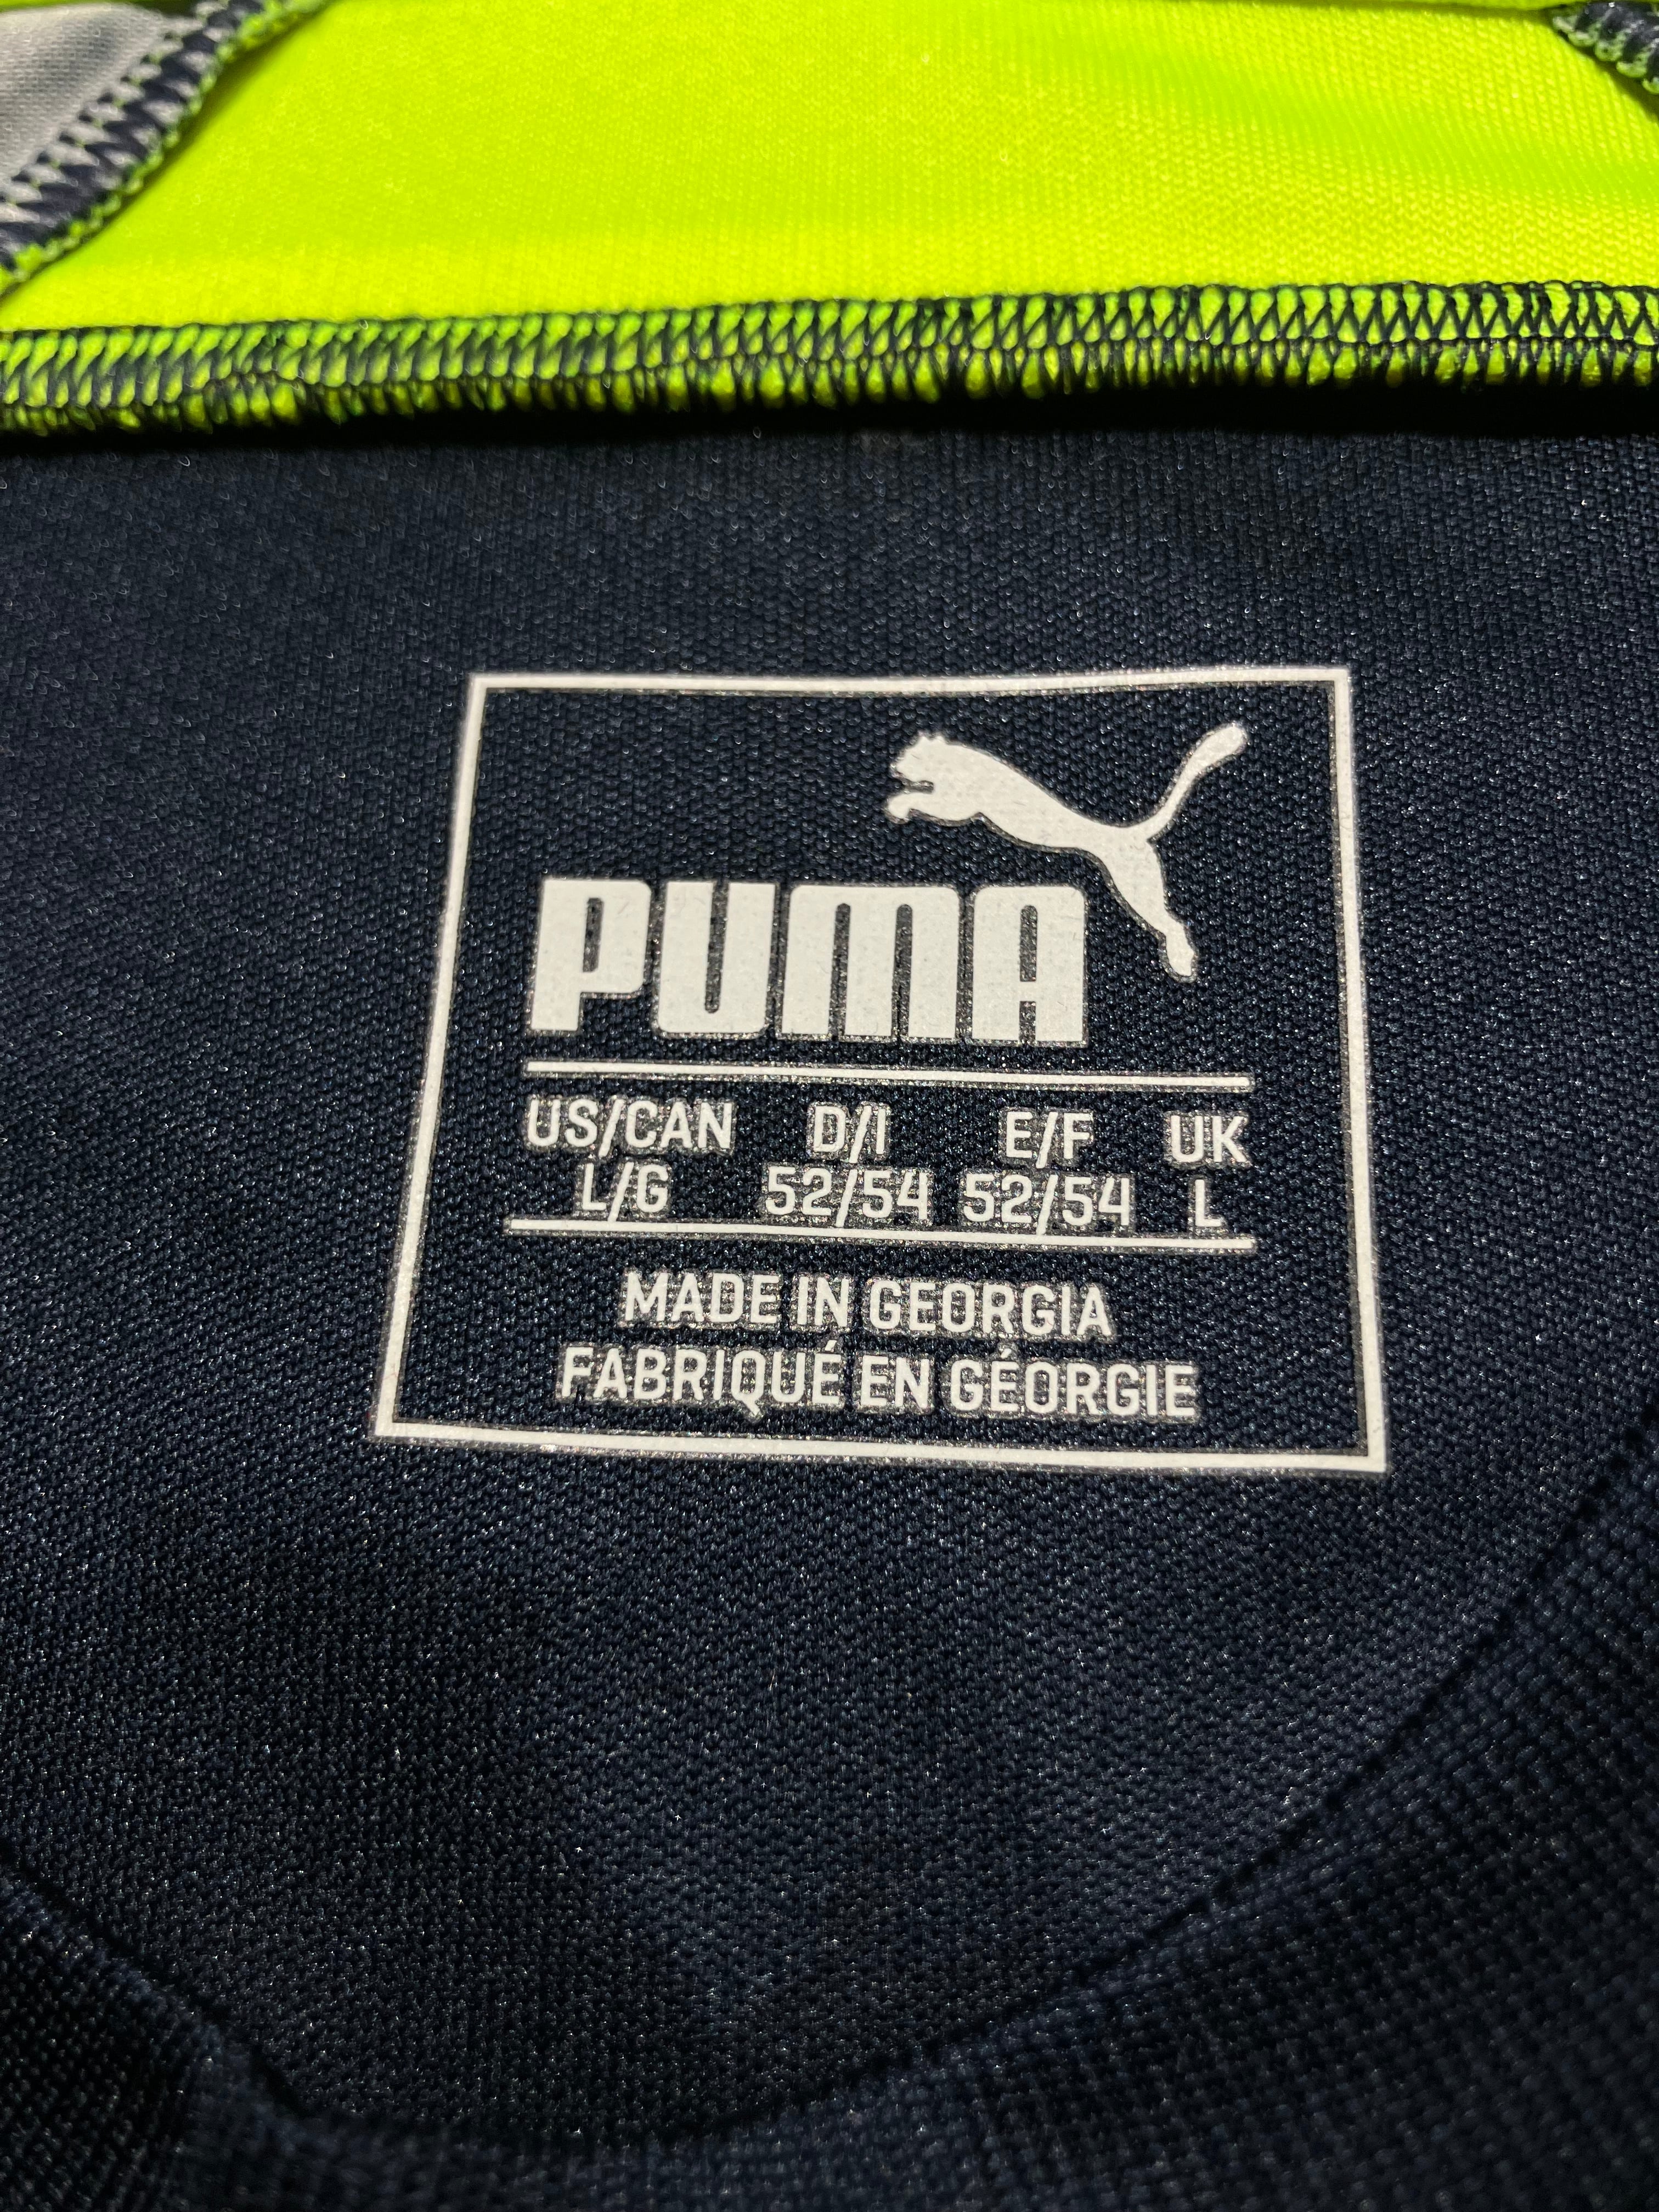 PUMA
US/CAN D/I E/F UK
L/G 52/54 52/54 L
MADE IN GEORGIA
FABRIQUÉ EN GÉORGIE